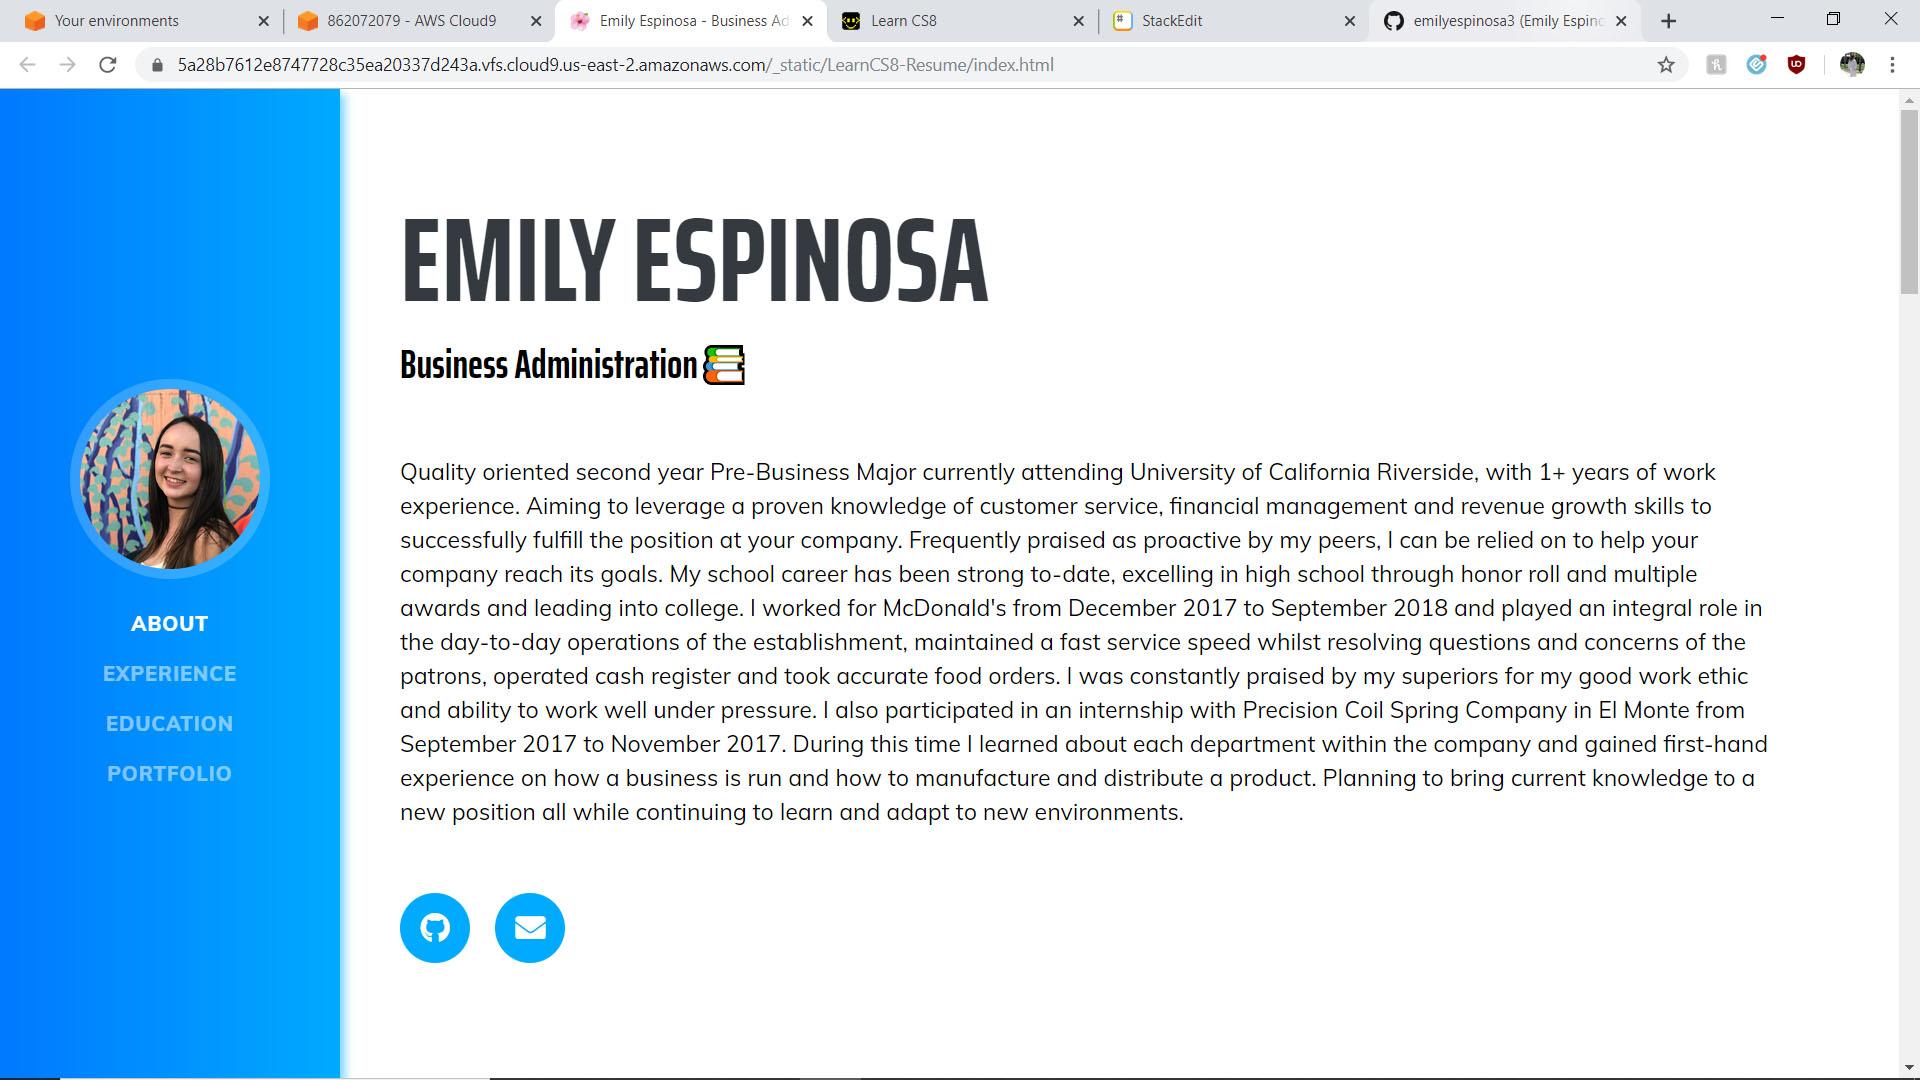 Your environments
862072079 - AWS Cloud9
Emily Espinosa - Business Ad
Learn CS8
StackEdit
emilyespinosa3 (Emily Espino
5a28b7612e8747728c35ea20337d243a.vfs.cloud9.us-east-2.amazonaws.com/_static/LearnCS8-Resume/index.html
ABOUT
EXPERIENCE
EDUCATION
PORTFOLIO
EMILY ESPINOSA
Business Administration
Quality oriented second year Pre-Business Major currently attending University of California Riverside, with 1+ years of work
experience. Aiming to leverage a proven knowledge of customer service, financial management and revenue growth skills to
successfully fulfill the position at your company. Frequently praised as proactive by my peers, I can be relied on to help your
company reach its goals. My school career has been strong to-date, excelling in high school through honor roll and multiple
awards and leading into college. I worked for McDonald's from December 2017 to September 2018 and played an integral role in
the day-to-day operations of the establishment, maintained a fast service speed whilst resolving questions and concerns of the
patrons, operated cash register and took accurate food orders. I was constantly praised by my superiors for my good work ethic
and ability to work well under pressure. I also participated in an internship with Precision Coil Spring Company in El Monte from
September 2017 to November 2017. During this time I learned about each department within the company and gained first-hand
experience on how a business is run and how to manufacture and distribute a product. Planning to bring current knowledge to a
new position all while continuing to learn and adapt to new environments.